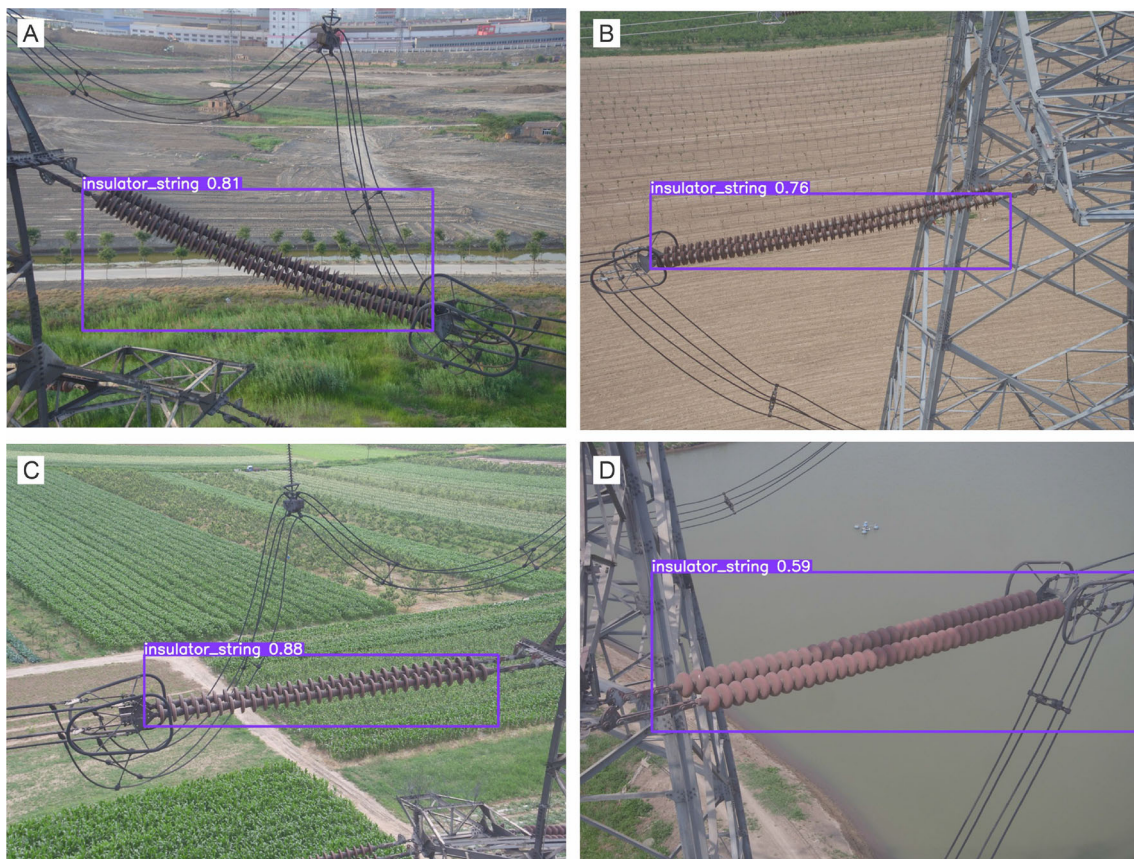 A
insulator_string 0.81
B
insulator_string 0.76
C
insulator_string 0.88
D
insulator_string 0.59